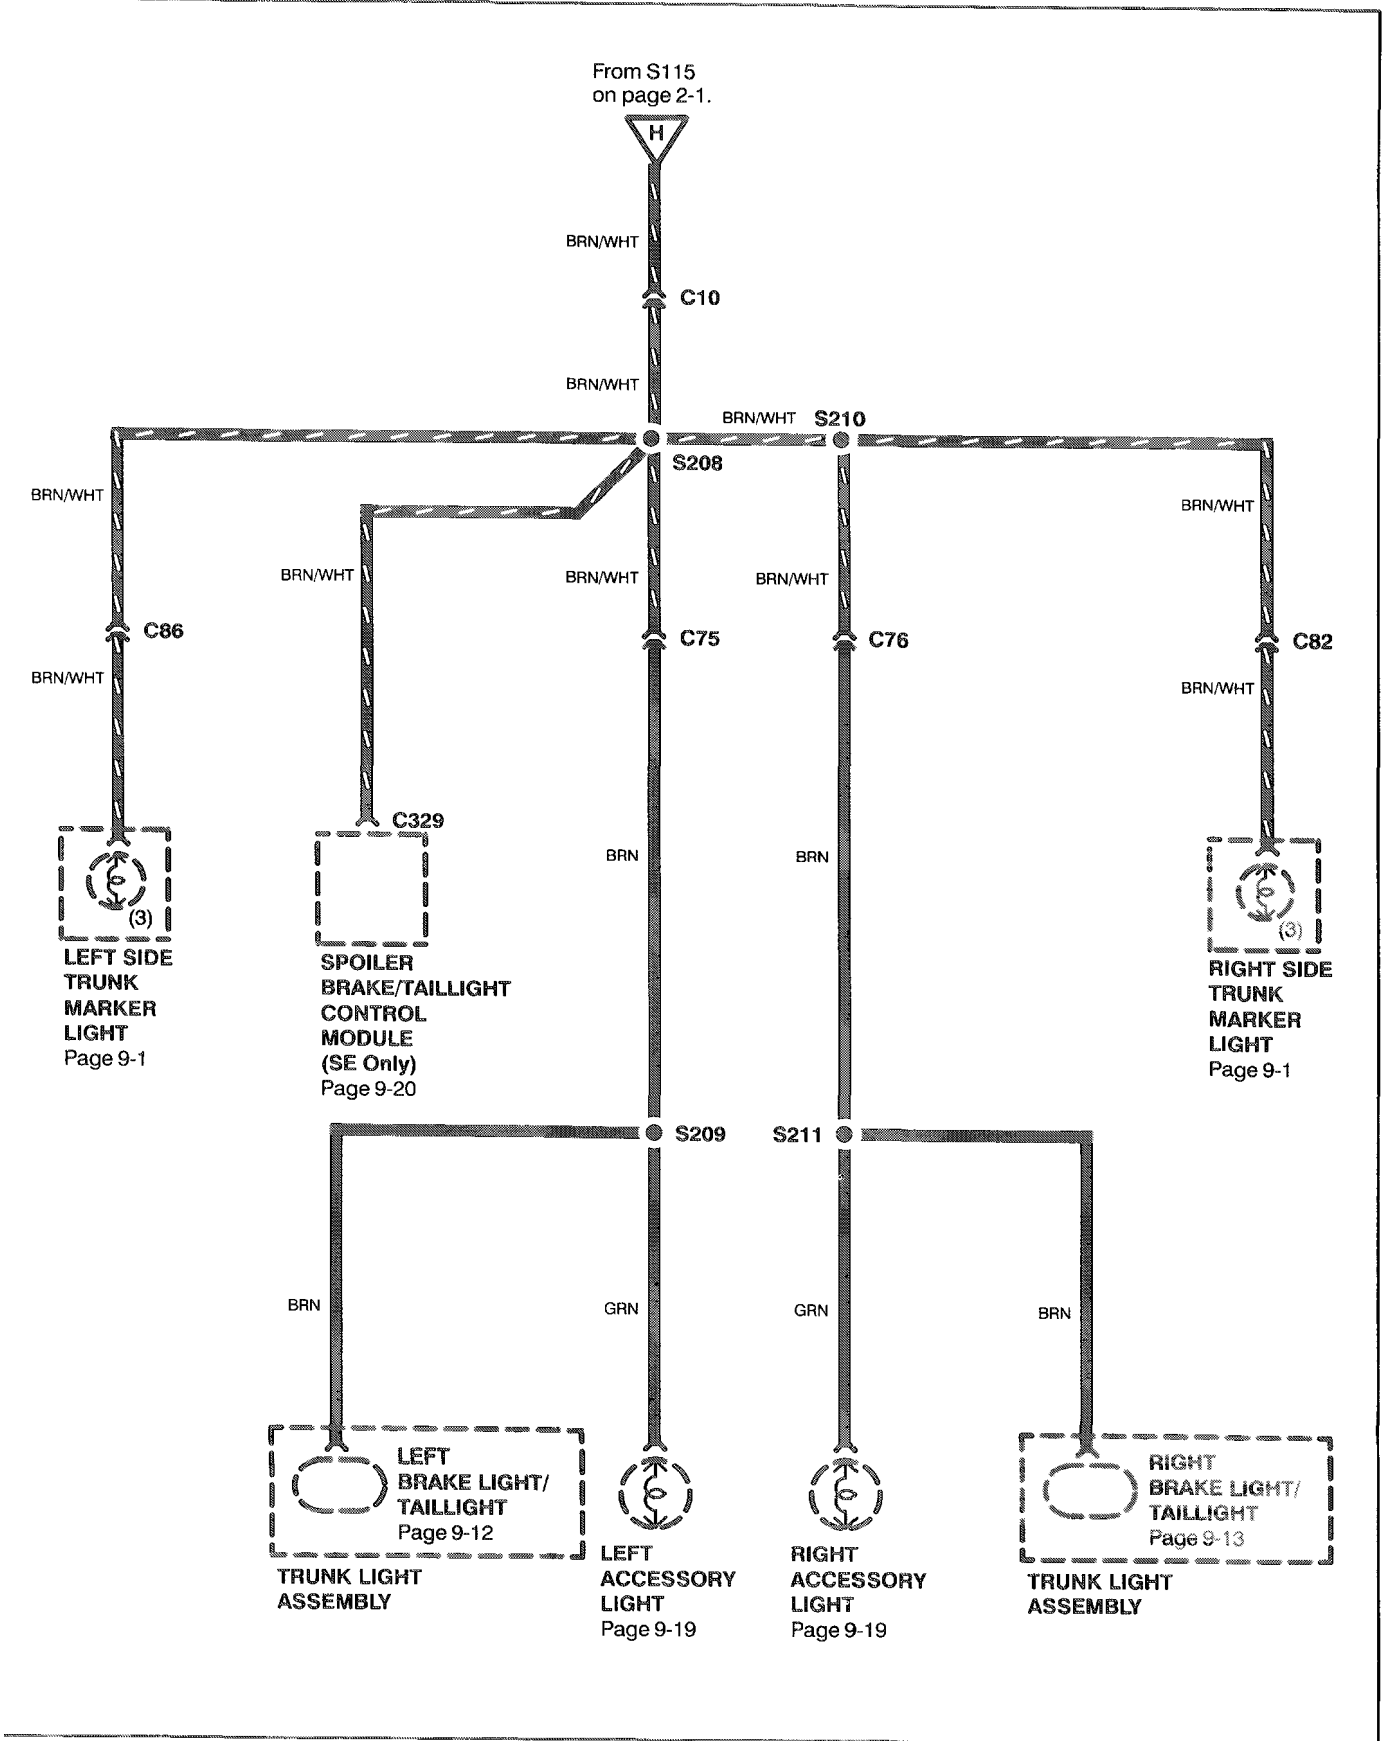 From S115
on page 2-1.
H
BRN/WHT
C10
BRN/WHT
BRN/WHT
S210
S208
BRN/WHT
BRN/WHT
BRN/WHT
BRN/WHT
BRN/WHT
C86
C75
C76
C82
BRN/WHT
BRN/WHT
C329
BRN
BRN
(3)
(3)
LEFT SIDE
TRUNK
MARKER
LIGHT
Page 9-1
SPOILER
BRAKE/TAILLIGHT
CONTROL
MODULE
(SE Only)
Page 9-20
RIGHT SIDE
TRUNK
MARKER
LIGHT
Page 9-1
S209
S211
BRN
GRN
GRN
BRN
LEFT
BRAKE LIGHT/
TAILLIGHT
Page 9-12
TRUNK LIGHT
ASSEMBLY
LEFT
ACCESSORY
LIGHT
Page 9-19
RIGHT
ACCESSORY
LIGHT
Page 9-19
RIGHT
BRAKE LIGHT/
TAILLIGHT
Page 9-13
TRUNK LIGHT
ASSEMBLY